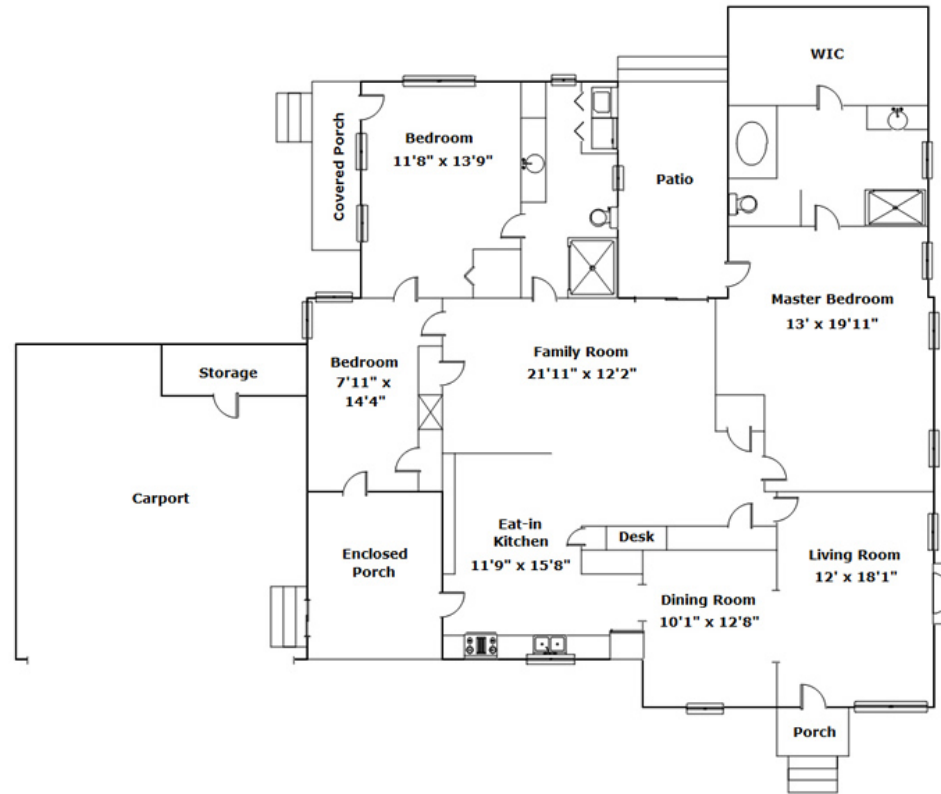 WIC
Covered Porch
Bedroom
11'8" x 13'9"
Patio
Master Bedroom
13' x 19'11"
Family Room
21'11" x 12'2"
Bedroom
7'11" x
14'4"
Storage
Carport
Enclosed
Porch
Eat-in
Kitchen
11'9" x 15'8"
Desk
Living Room
12' x 18'1"
Dining Room
10'1" x 12'8"
Porch